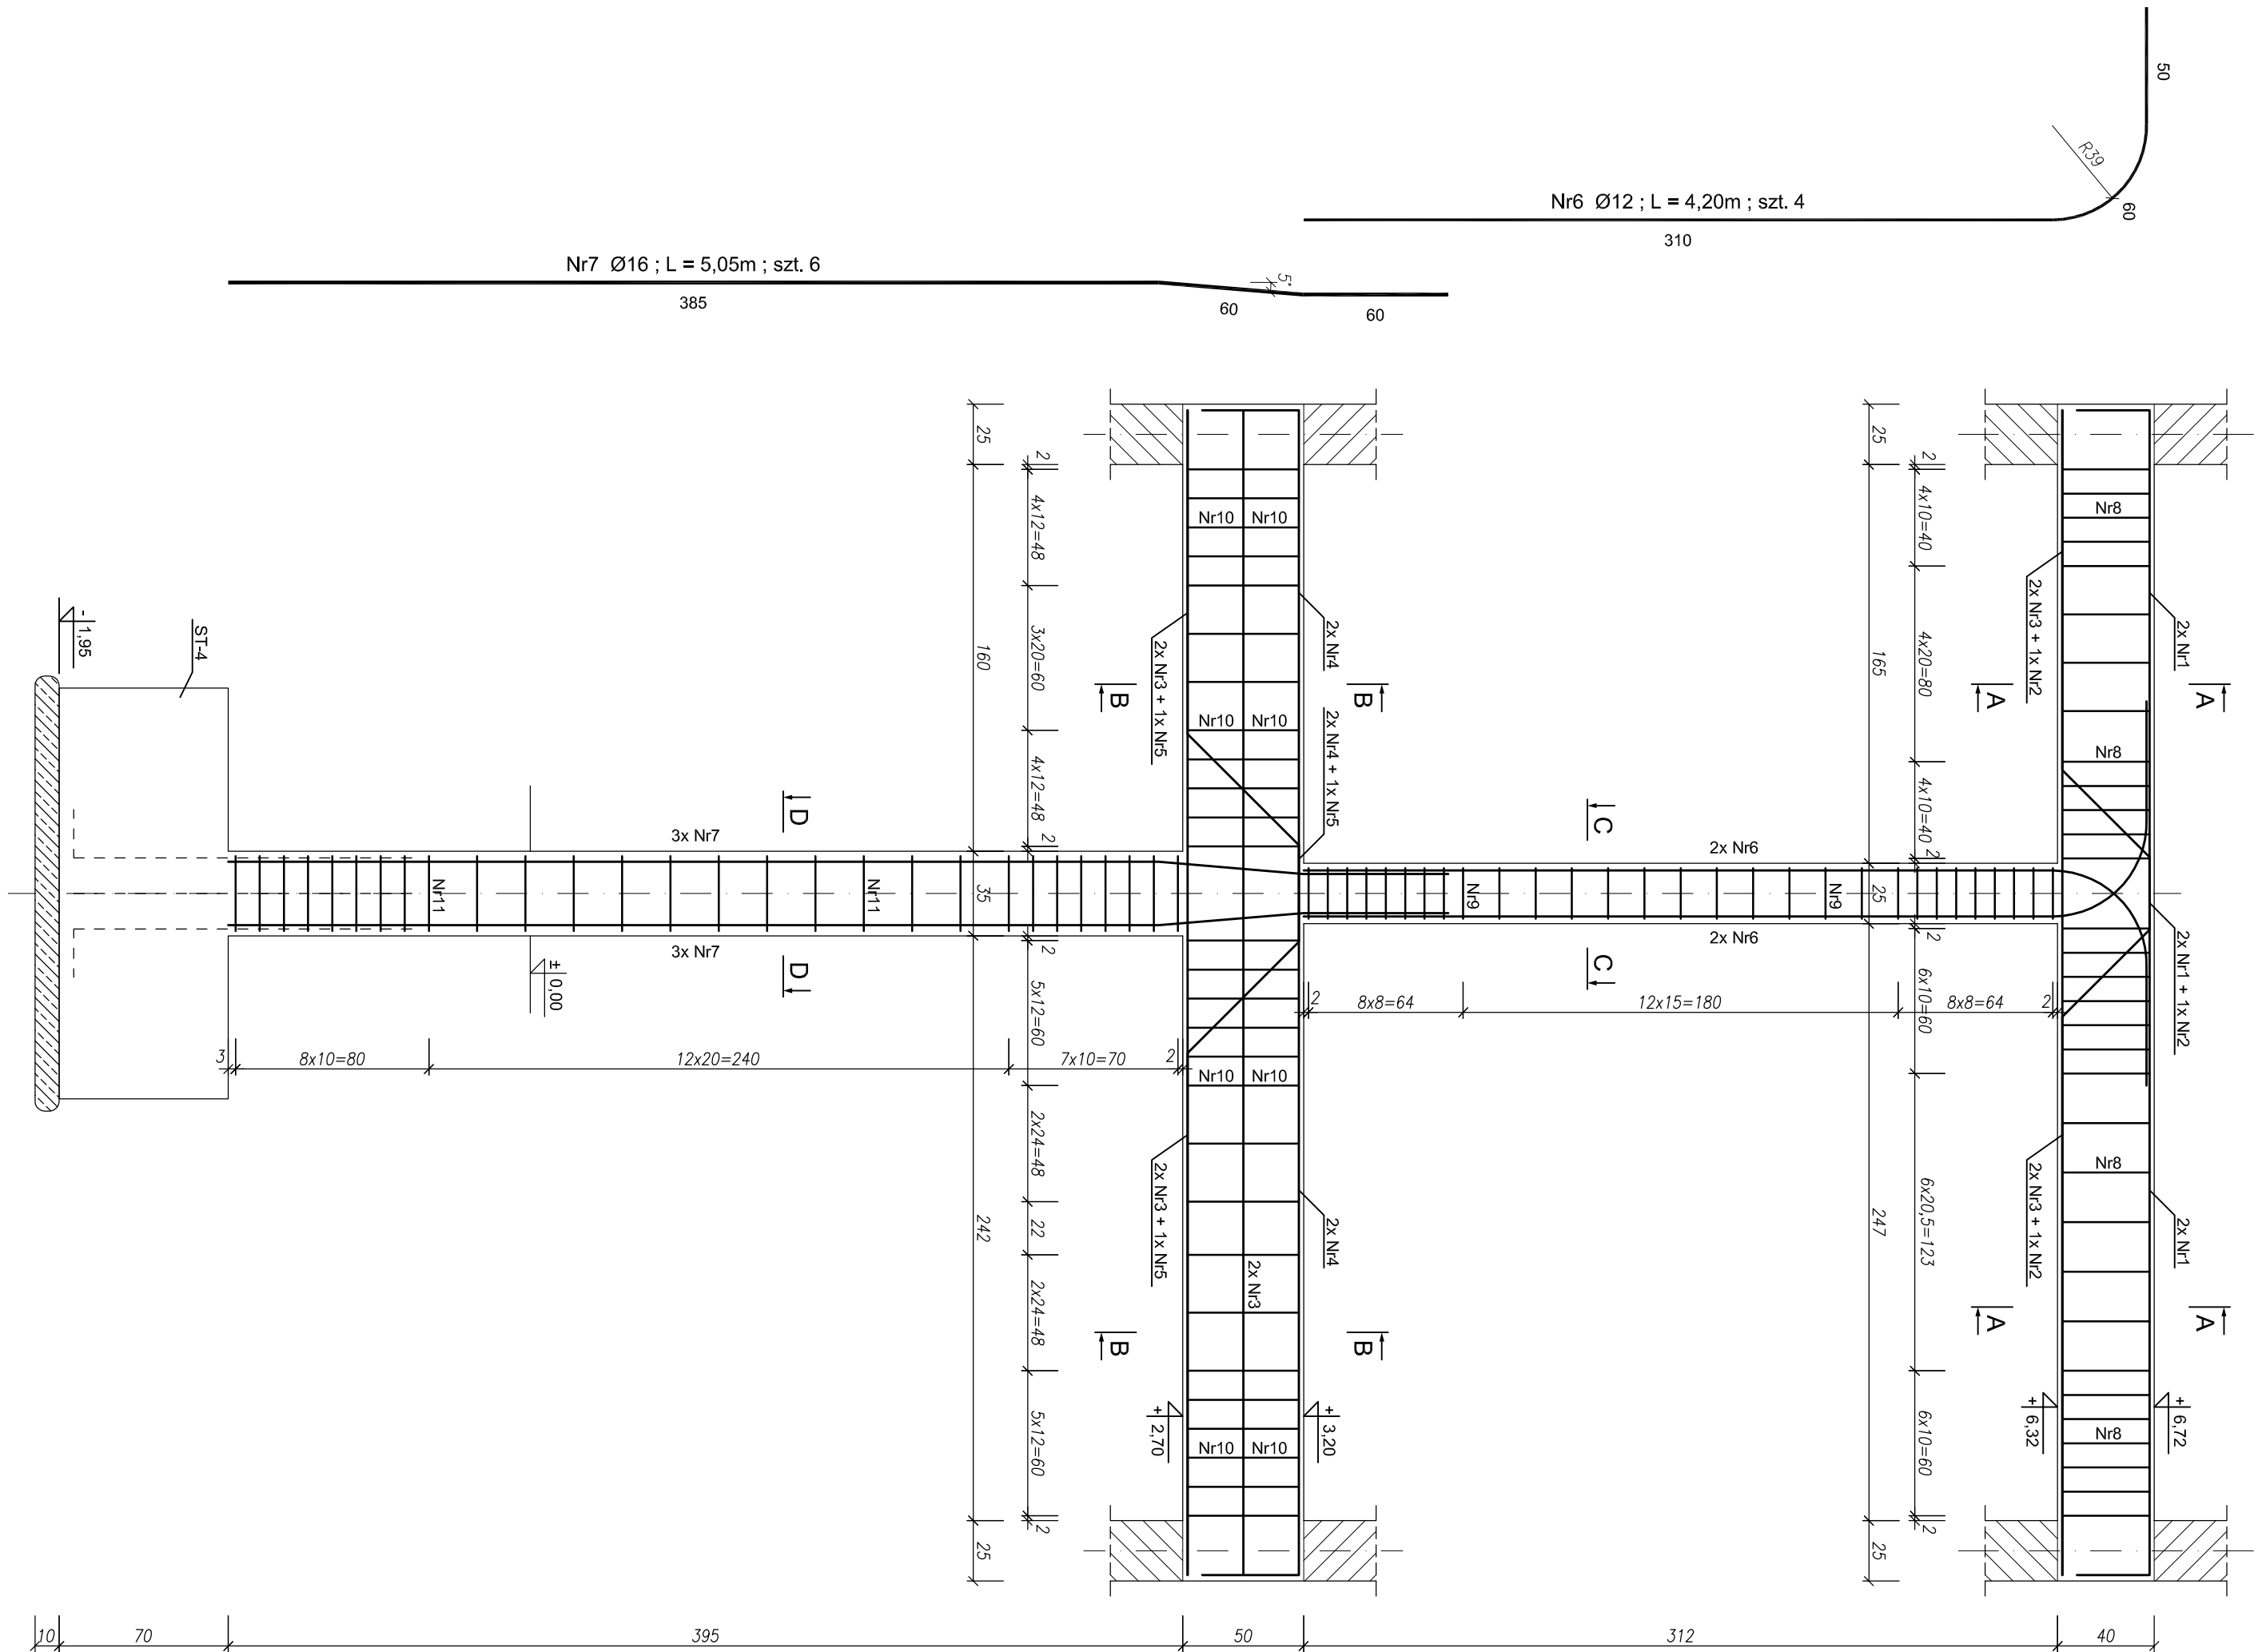 50
R39
60
Nr6 Ø12 ; L = 4,20m ; szt. 4
310
Nr7 Ø16 ; L = 5,05m ; szt. 6
385
5°
60
60
25
2
4x12=48
3x20=60
4x12=48
2
160
35
2
5x12=60
2x24=48
22
2x24=48
5x12=60
2
242
25
25
2
4x10=40
4x20=80
4x10=40
2
165
25
2
6x10=60
6x20,5=123
6x10=60
2
247
25
Nr10 Nr10
Nr10 Nr10
Nr10 Nr10
Nr10 Nr10
Nr8
Nr8
Nr8
Nr8
2x Nr3 + 1x Nr5
2x Nr4
2x Nr4 + 1x Nr5
2x Nr3 + 1x Nr5
2x Nr4
2x Nr3
2x Nr3 + 1x Nr2
2x Nr1
2x Nr1 + 1x Nr2
2x Nr3 + 1x Nr2
2x Nr1
B B
B B
A A
A A
D
D
C
C
ST-4
- 1,95
± 0,00
+ 2,70
+ 3,20
+ 6,32
+ 6,72
3x Nr7
3x Nr7
Nr11
Nr11
2x Nr6
2x Nr6
Nr9
Nr9
2 8x8=64 12x15=180 8x8=64 2
3 8x10=80 12x20=240 7x10=70 2
10 70 395 50 312 40